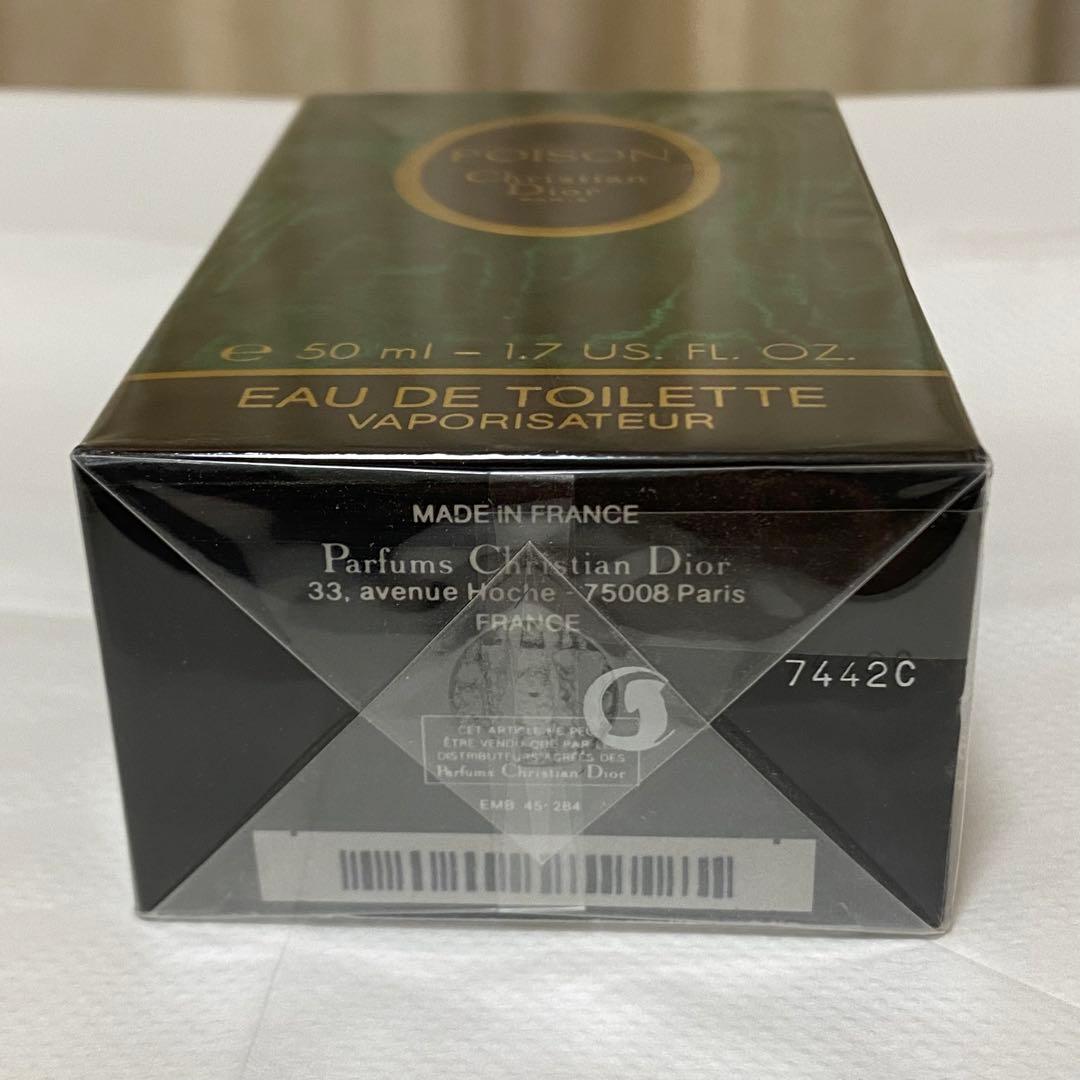 POISON
Christian
Dior
PARIS
e 50 ml – 1.7 US. FL. OZ.
EAU DE TOILETTE
VAPORISATEUR
MADE IN FRANCE
Parfums Christian Dior
33, avenue Hoche - 75008 Paris
FRANCE
7442C
CET ARTICLE NE PEUT
ÊTRE VENDU QUE PAR LES
DISTRIBUTEURS AGRÉÉS DES
Parfums Christian Dior
EMB 45-284